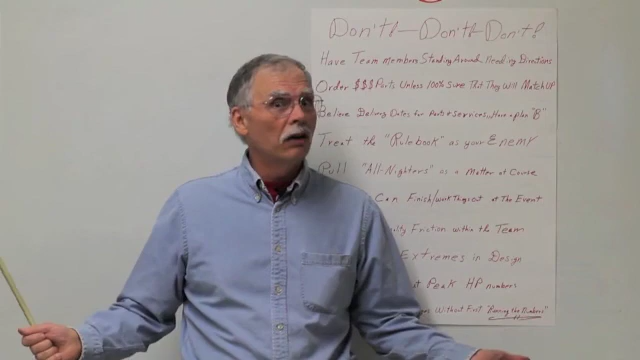 Don't!—Don't!—Don't!
Have Team members Standing Around Needing Directions
Order $$$ Parts Unless 100% Sure That They Will Match Up
Believe Delivery Dates for Parts & Services, Have a plan "B"
Treat the "Rulebook" as your Enemy
Pull "All-Nighters" as a Matter of Course
Can Finish/work Thigs out at The Event
Friction within the Team
Extremes in Design
t Peak HP numbers
Without First "Running the Numbers"